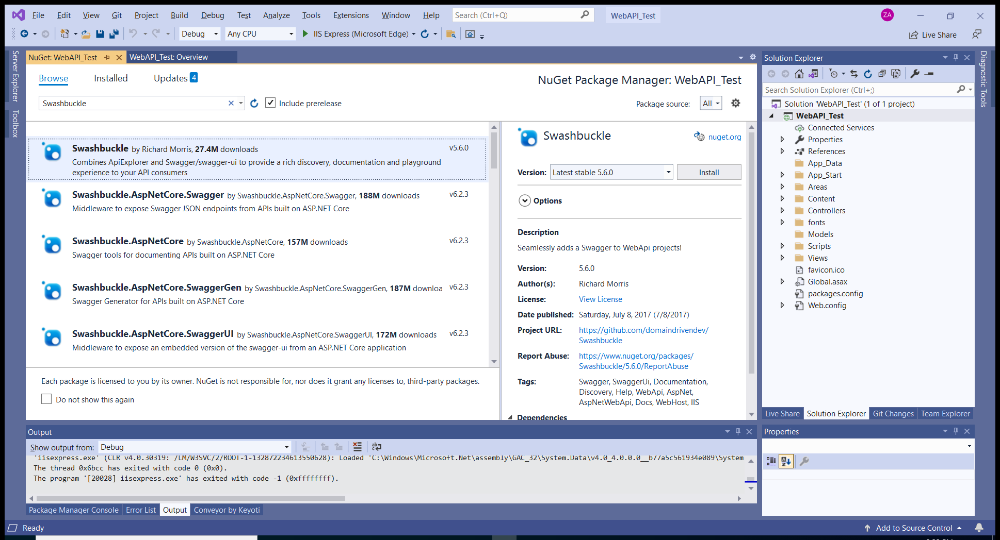 File Edit View Git Project Build Debug Test Analyze Tools Extensions Window Help Search (Ctrl+Q) WebAPI_Test ZA
Debug Any CPU IIS Express (Microsoft Edge) Live Share
Server Explorer
Toolbox
NuGet: WebAPI_Test WebAPI_Test: Overview
Browse Installed Updates 4
NuGet Package Manager: WebAPI_Test
Swashbuckle Include prerelease
Package source: All
Swashbuckle by Richard Morris, 27.4M downloads v5.6.0
Combines ApiExplorer and Swagger/swagger-ui to provide a rich discovery, documentation and playground
experience to your API consumers
Swashbuckle.AspNetCore.Swagger by Swashbuckle.AspNetCore.Swagger, 188M downloads v6.2.3
Middleware to expose Swagger JSON endpoints from APIs built on ASP.NET Core
Swashbuckle.AspNetCore by Swashbuckle.AspNetCore, 157M downloads v6.2.3
Swagger tools for documenting APIs built on ASP.NET Core
Swashbuckle.AspNetCore.SwaggerGen by Swashbuckle.AspNetCore.SwaggerGen, 187M downloa v6.2.3
Swagger Generator for APIs built on ASP.NET Core
Swashbuckle.AspNetCore.SwaggerUI by Swashbuckle.AspNetCore.SwaggerUI, 172M downloads v6.2.3
Middleware to expose an embedded version of the swagger-ui from an ASP.NET Core application
Each package is licensed to you by its owner. NuGet is not responsible for, nor does it grant any licenses to, third-party packages.
Do not show this again
Swashbuckle nuget.org
Version: Latest stable 5.6.0 Install
Options
Description
Seamlessly adds a Swagger to WebApi projects!
Version: 5.6.0
Author(s): Richard Morris
License: View License
Date published: Saturday, July 8, 2017 (7/8/2017)
Project URL: https://github.com/domaindrivendev/
Swashbuckle
Report Abuse: https://www.nuget.org/packages/
Swashbuckle/5.6.0/ReportAbuse
Tags: Swagger, SwaggerUi, Documentation,
Discovery, Help, WebApi, AspNet,
AspNetWebApi, Docs, WebHost, IIS
Dependencies
Output
Show output from: Debug
'iisexpress.exe' (CLR v4.0.30319: /LM/W3SVC/2/ROOT-1-132872234613550628): Loaded 'C:\Windows\Microsoft.Net\assembly\GAC_32\System.Data\v4.0_4.0.0.0__b77a5c561934e089\System
The thread 0x6bcc has exited with code 0 (0x0).
The program '[20028] iisexpress.exe' has exited with code -1 (0xffffffff).
Package Manager Console Error List Output Conveyor by Keyoti
Solution Explorer
Search Solution Explorer (Ctrl+;)
Solution 'WebAPI_Test' (1 of 1 project)
WebAPI_Test
Connected Services
Properties
References
App_Data
App_Start
Areas
Content
Controllers
fonts
Models
Scripts
Views
favicon.ico
Global.asax
packages.config
Web.config
Live Share Solution Explorer Git Changes Team Explorer
Properties
Diagnostic Tools
Ready Add to Source Control